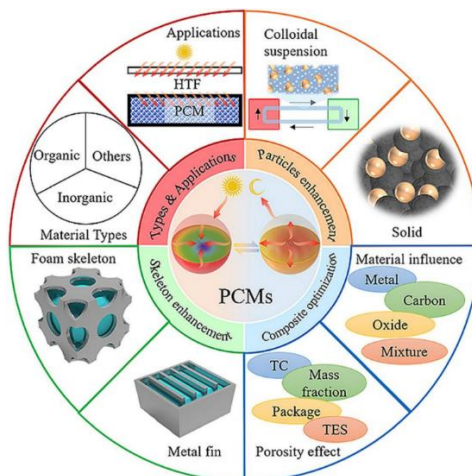 Applications
HTF
PCM
Colloidal
suspension
Organic
Others
Inorganic
Material Types
Types & Applications
Particles enhancement
Solid
PCMs
Foam skeleton
Skeleton enhancement
Composite optimization
Material influence
Metal
Carbon
Oxide
Mixture
Metal fin
TC
Mass
fraction
Package
TES
Porosity effect